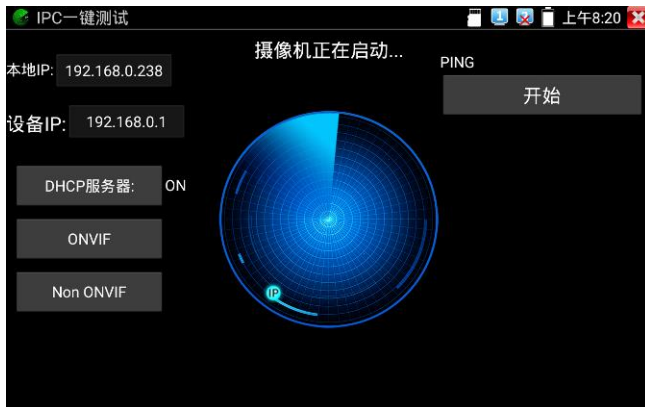 IPC一键测试
1
2
上午8:20
本地IP: 192.168.0.238
摄像机正在启动...
PING
开始
设备IP: 192.168.0.1
DHCP服务器: ON
ONVIF
Non ONVIF
IP